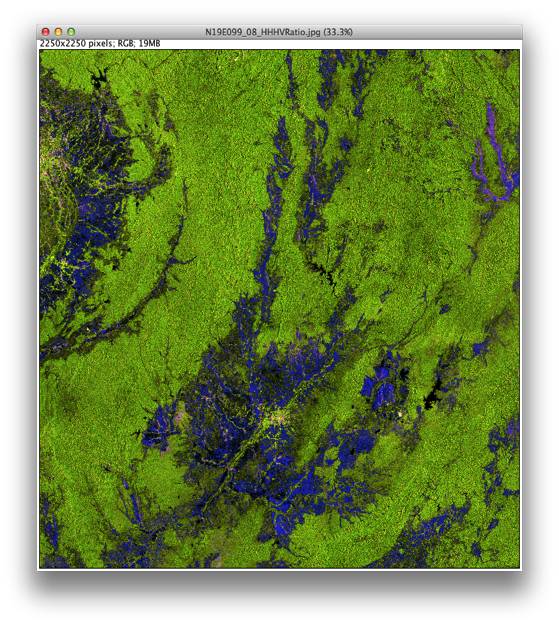 N19E099_08_HHHVRatio.jpg (33.3%)
2250x2250 pixels; RGB; 19MB